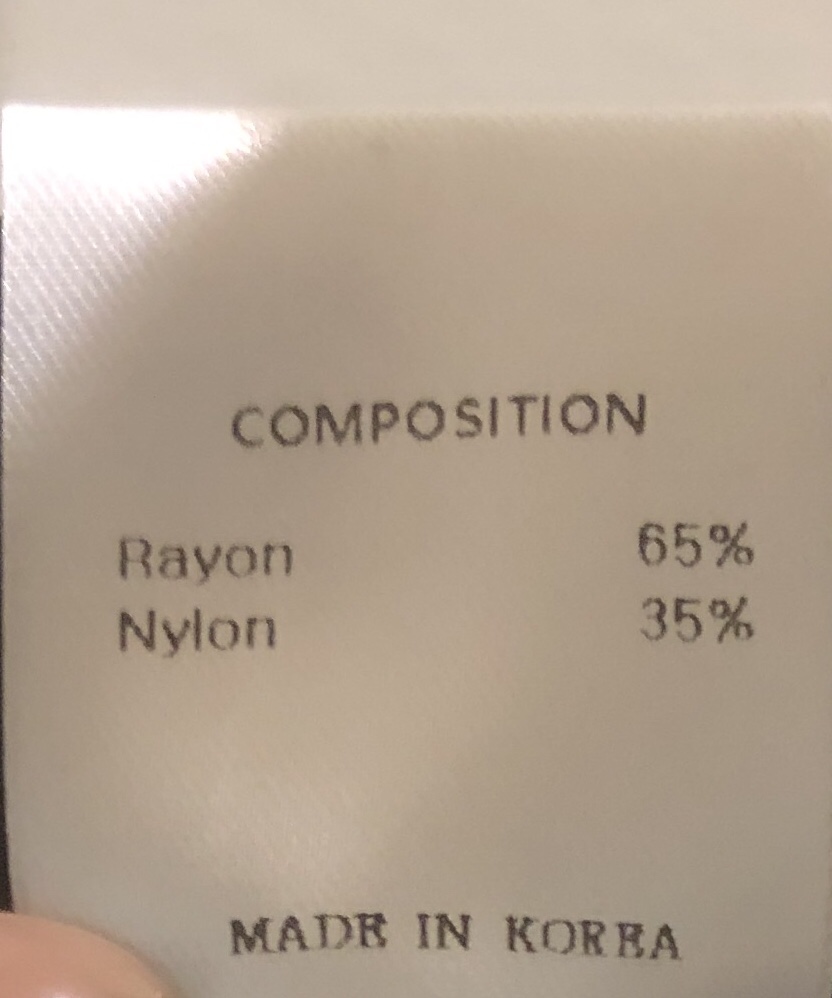 COMPOSITION
Rayon 65%
Nylon 35%
MADE IN KOREA